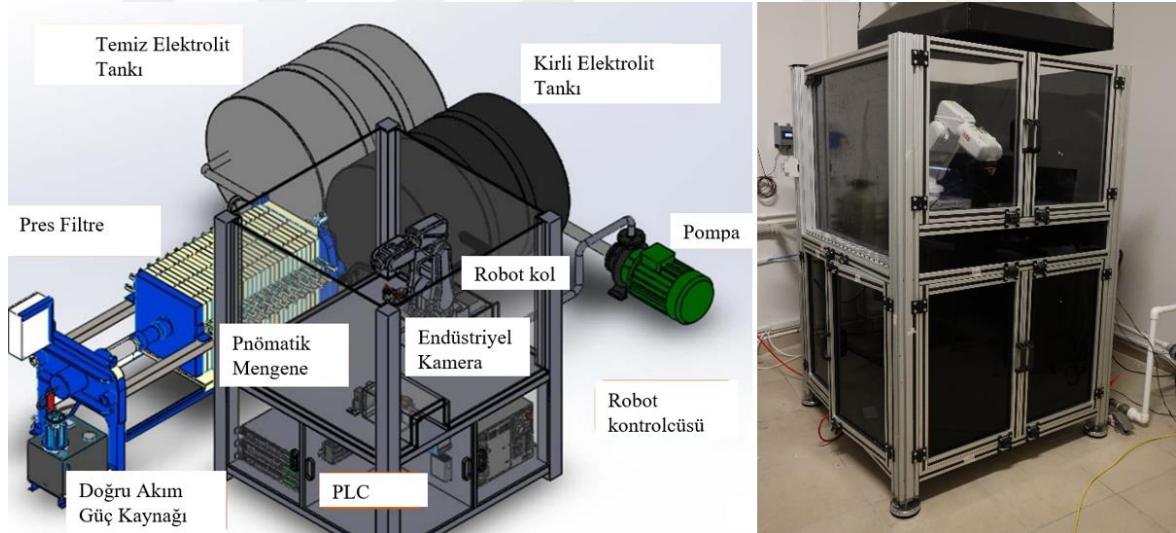 Temiz Elektrolit
Tankı
Kirli Elektrolit
Tankı
Pres Filtre
Pompa
Robot kol
Pnömatik
Mengene
Endüstriyel
Kamera
Robot
kontrolcüsü
PLC
Doğru Akım
Güç Kaynağı
ABB